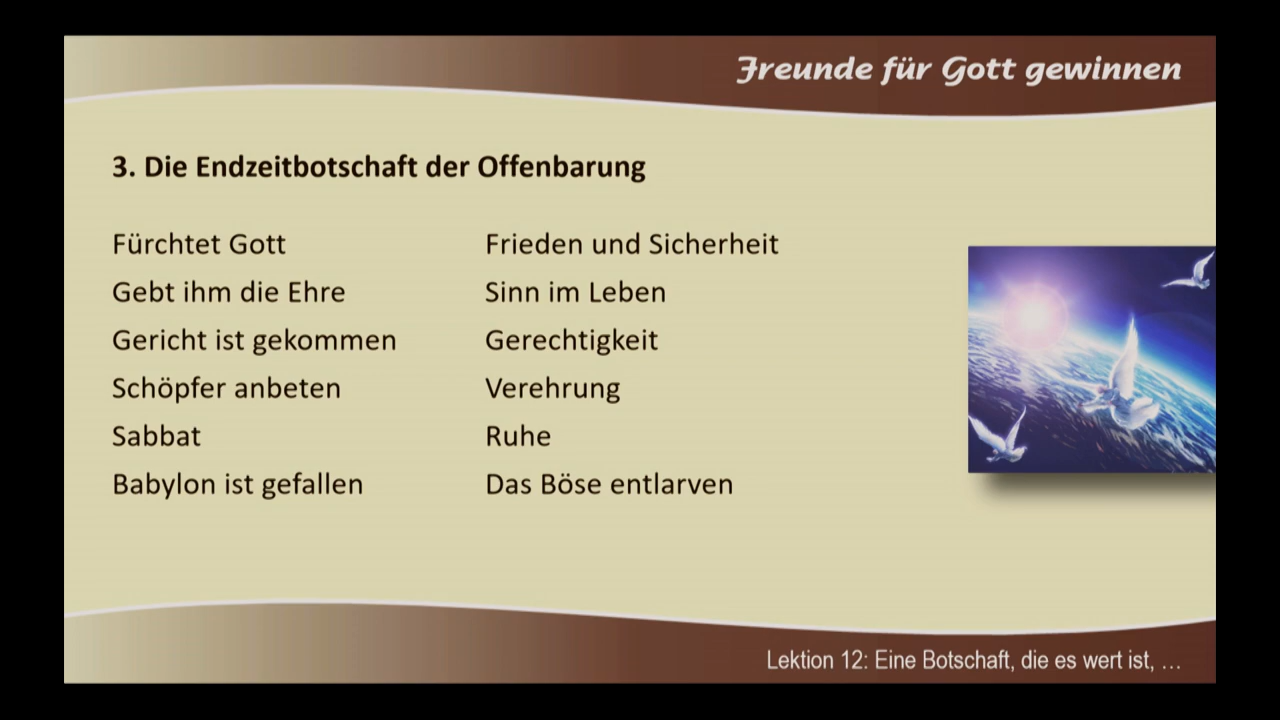 Freunde für Gott gewinnen
3. Die Endzeitbotschaft der Offenbarung
Fürchtet Gott Frieden und Sicherheit
Gebt ihm die Ehre Sinn im Leben
Gericht ist gekommen Gerechtigkeit
Schöpfer anbeten Verehrung
Sabbat Ruhe
Babylon ist gefallen Das Böse entlarven
Lektion 12: Eine Botschaft, die es wert ist, …